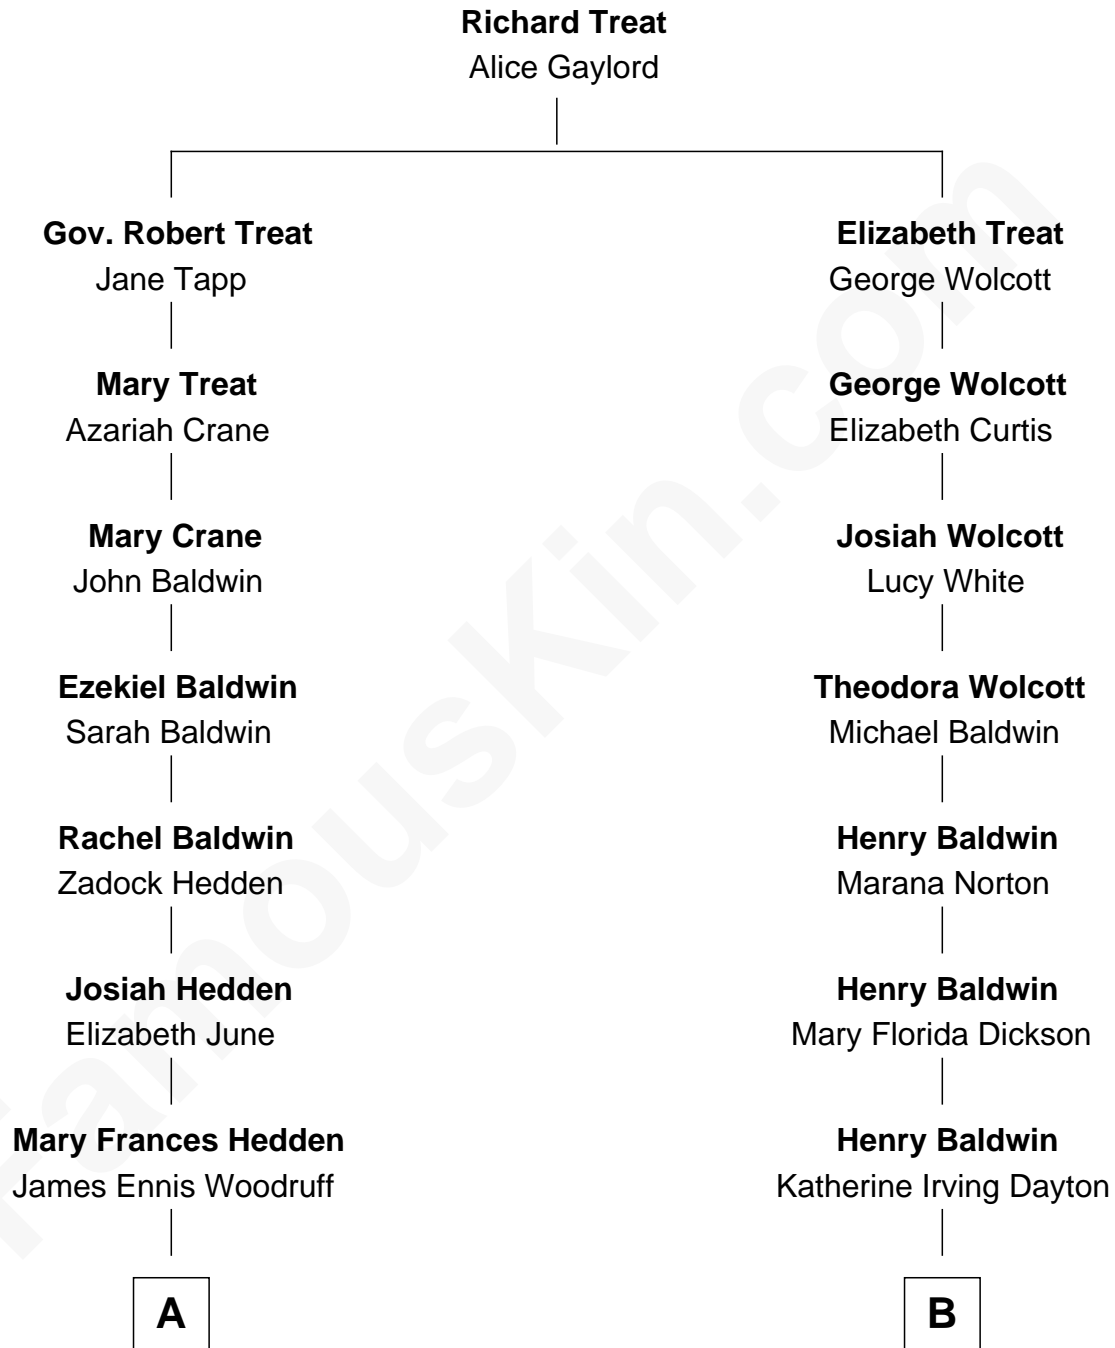 Richard Treat
Alice Gaylord
Gov. Robert Treat
Jane Tapp
Elizabeth Treat
George Wolcott
Mary Treat
Azariah Crane
George Wolcott
Elizabeth Curtis
Mary Crane
John Baldwin
Josiah Wolcott
Lucy White
Ezekiel Baldwin
Sarah Baldwin
Theodora Wolcott
Michael Baldwin
Rachel Baldwin
Zadock Hedden
Henry Baldwin
Marana Norton
Josiah Hedden
Elizabeth June
Henry Baldwin
Mary Florida Dickson
Mary Frances Hedden
James Ennis Woodruff
Henry Baldwin
Katherine Irving Dayton
A
B
FamousKin.com